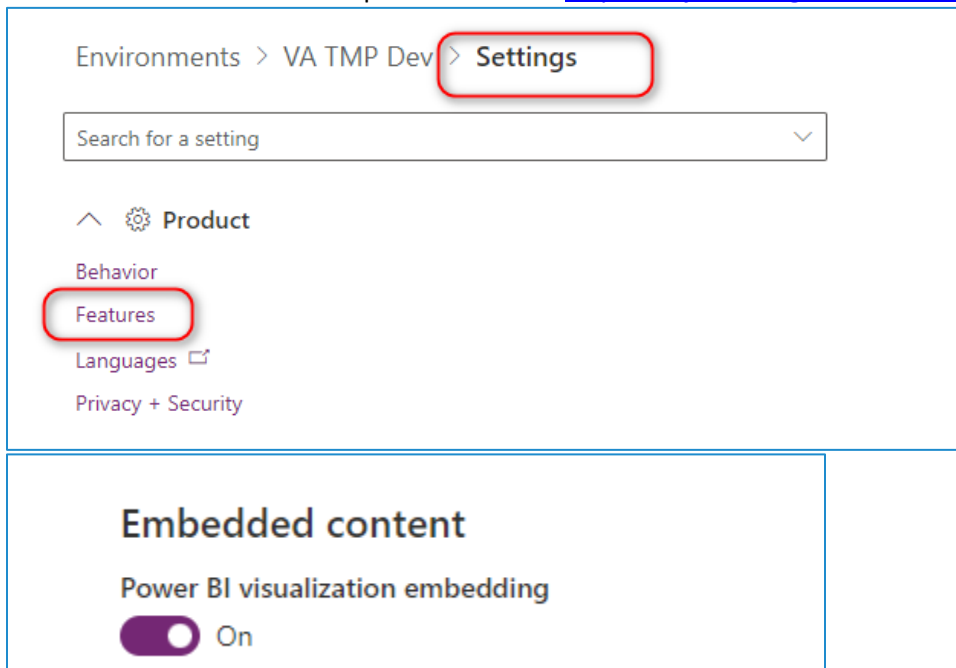 Environments > VA TMP Dev > Settings
Search for a setting
Product
Behavior
Features
Languages
Privacy + Security
Embedded content
Power BI visualization embedding
On